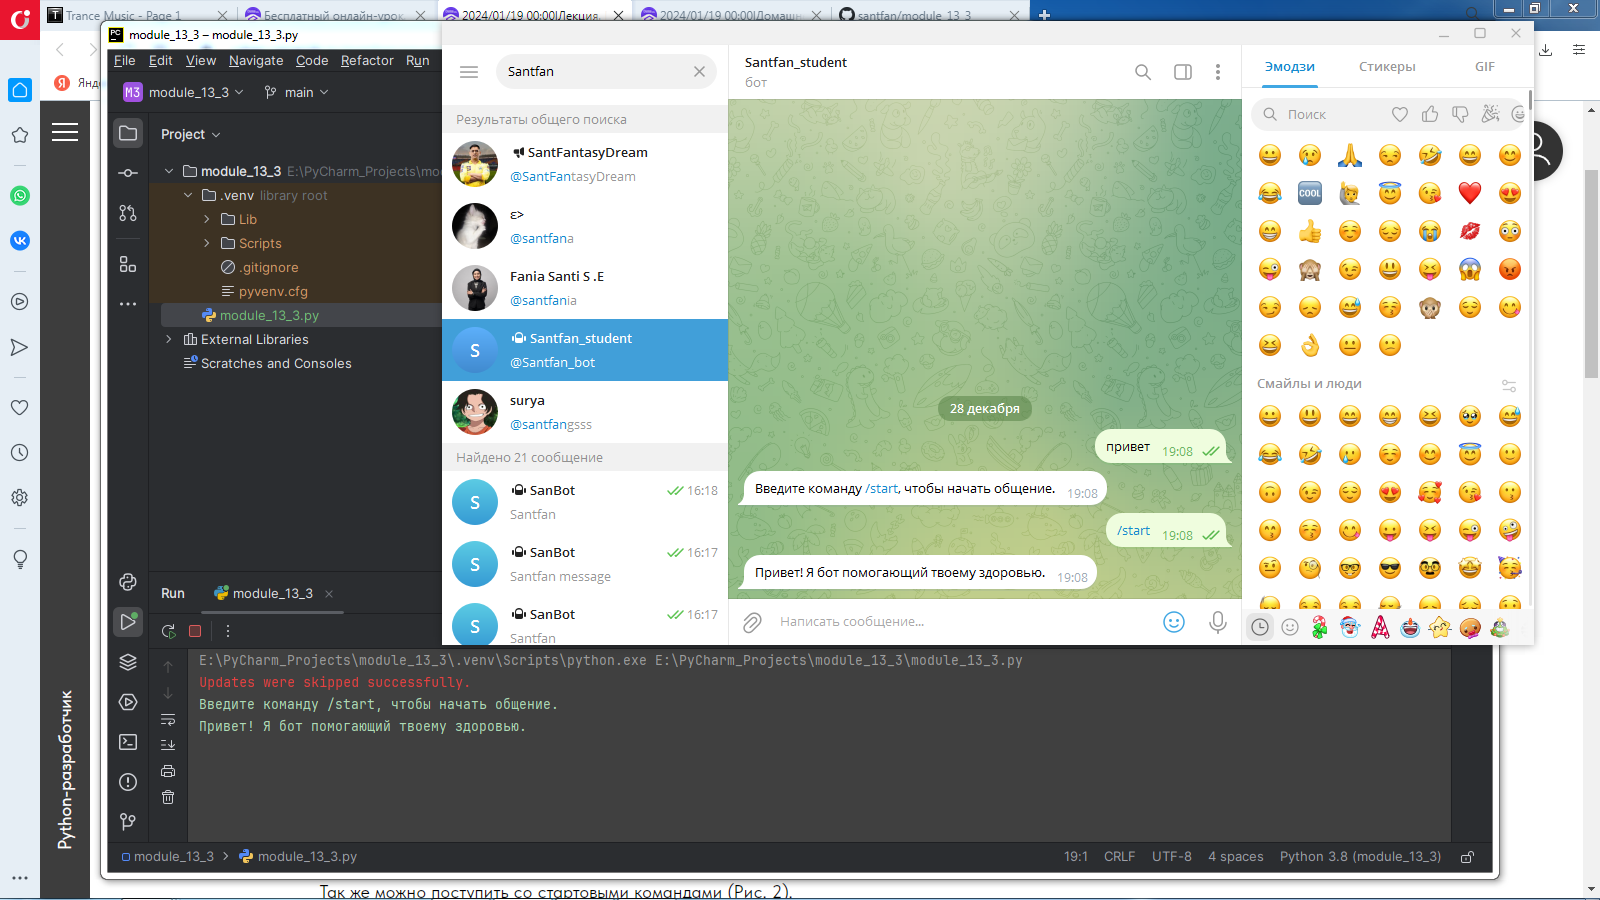 Trance Music - Page 1
Бесплатный онлайн-урок
2024/01/19 00:00|Лекция.
2024/01/19 00:00|Домашн
santfan/module_13_3
module_13_3 – module_13_3.py
File Edit View Navigate Code Refactor Run
M3 module_13_3 main
Project
module_13_3 E:\PyCharm_Projects\mo
.venv library root
Lib
Scripts
.gitignore
pyvenv.cfg
module_13_3.py
External Libraries
Scratches and Consoles
Santfan
Результаты общего поиска
SantFantasyDream
@SantFantasyDream
ε>
@santfana
Fania Santi S .E
@santfania
S
Santfan_student
@Santfan_bot
surya
@santfangsss
Найдено 21 сообщение
S
SanBot 16:18
Santfan
S
SanBot 16:17
Santfan message
S
SanBot 16:17
Santfan
Santfan_student
бот
28 декабря
привет 19:08
Введите команду /start, чтобы начать общение. 19:08
/start 19:08
Привет! Я бот помогающий твоему здоровью. 19:08
Написать сообщение...
Эмодзи Стикеры GIF
Поиск
COOL
Смайлы и люди
Run module_13_3
E:\PyCharm_Projects\module_13_3\.venv\Scripts\python.exe E:\PyCharm_Projects\module_13_3\module_13_3.py
Updates were skipped successfully.
Введите команду /start, чтобы начать общение.
Привет! Я бот помогающий твоему здоровью.
module_13_3 > module_13_3.py
19:1 CRLF UTF-8 4 spaces Python 3.8 (module_13_3)
Python-разработчик
Так же можно поступить со стартовыми командами (Рис. 2).